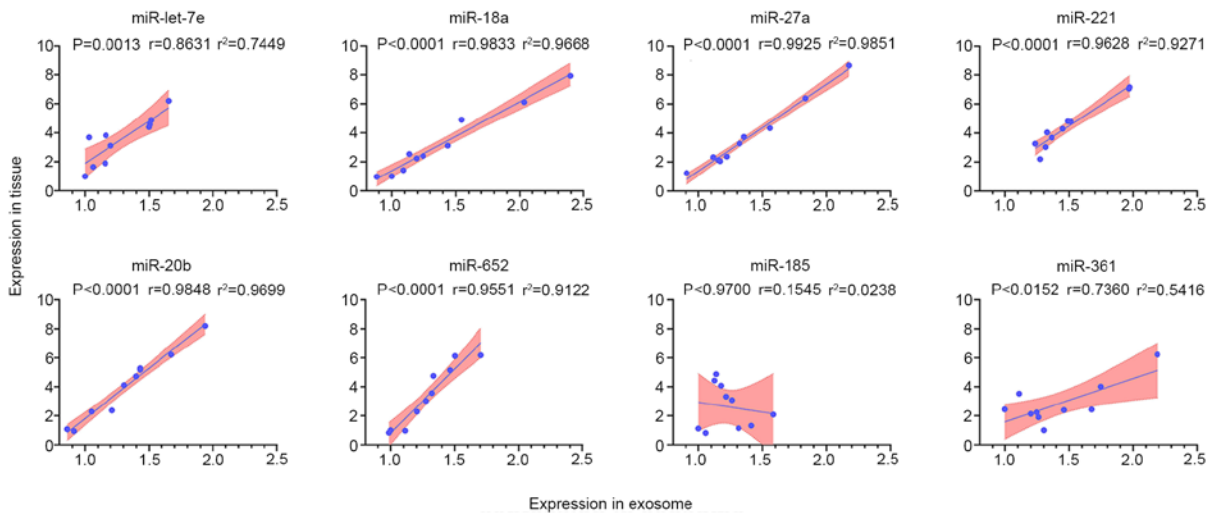 miR-let-7e
P=0.0013 r=0.8631 r²=0.7449
10
8
6
4
2
0
1.0 1.5 2.0 2.5
miR-18a
P<0.0001 r=0.9833 r²=0.9668
10
8
6
4
2
0
1.0 1.5 2.0 2.5
miR-27a
P<0.0001 r=0.9925 r²=0.9851
10
8
6
4
2
0
1.0 1.5 2.0 2.5
miR-221
P<0.0001 r=0.9628 r²=0.9271
10
8
6
4
2
0
1.0 1.5 2.0 2.5
Expression in tissue
miR-20b
P<0.0001 r=0.9848 r²=0.9699
10
8
6
4
2
0
1.0 1.5 2.0 2.5
miR-652
P<0.0001 r=0.9551 r²=0.9122
10
8
6
4
2
0
1.0 1.5 2.0 2.5
miR-185
P<0.9700 r=0.1545 r²=0.0238
10
8
6
4
2
0
1.0 1.5 2.0 2.5
miR-361
P<0.0152 r=0.7360 r²=0.5416
10
8
6
4
2
0
1.0 1.5 2.0 2.5
Expression in exosome